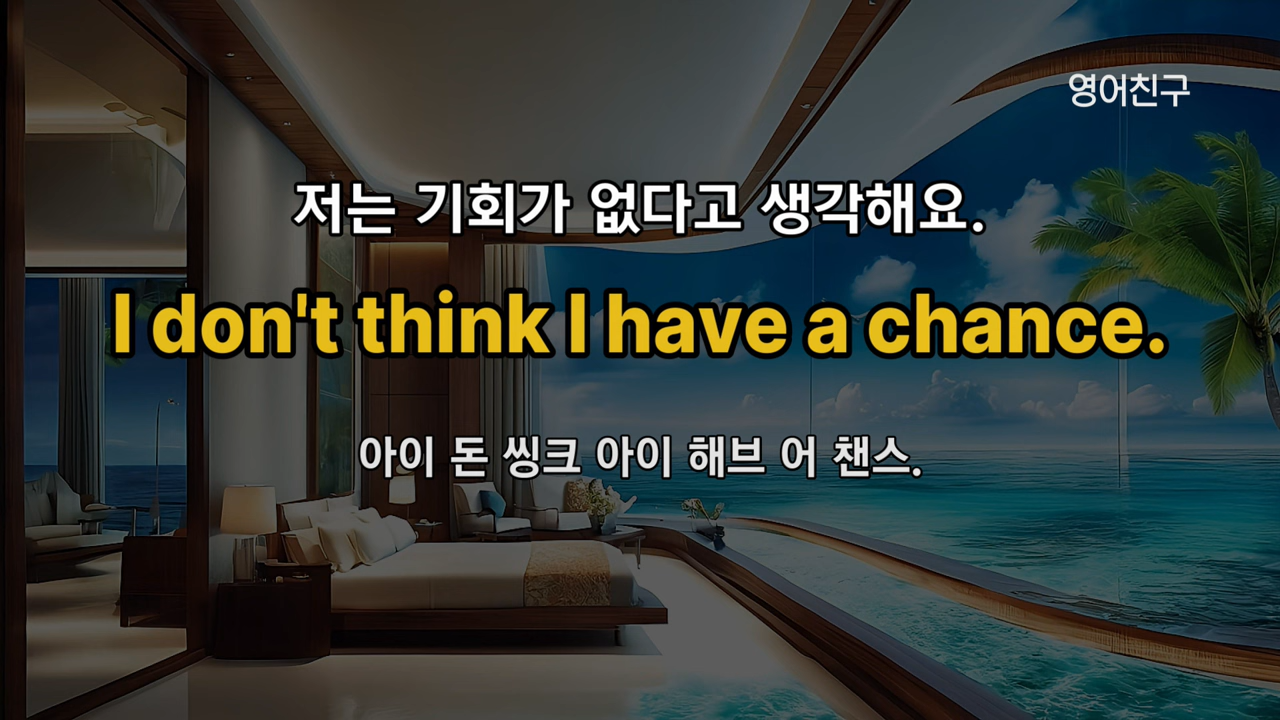 영어친구
저는 기회가 없다고 생각해요.
I don't think I have a chance.
아이 돈 씽크 아이 해브 어 챈스.